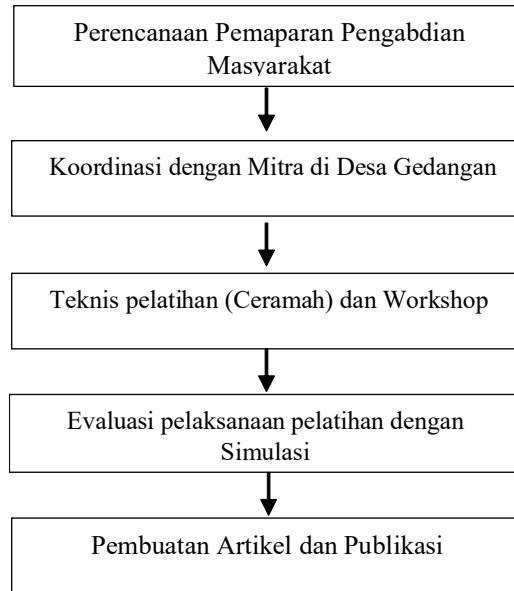 Perencanaan Pemaparan Pengabdian
Masyarakat
Koordinasi dengan Mitra di Desa Gedangan
Teknis pelatihan (Ceramah) dan Workshop
Evaluasi pelaksanaan pelatihan dengan
Simulasi
Pembuatan Artikel dan Publikasi